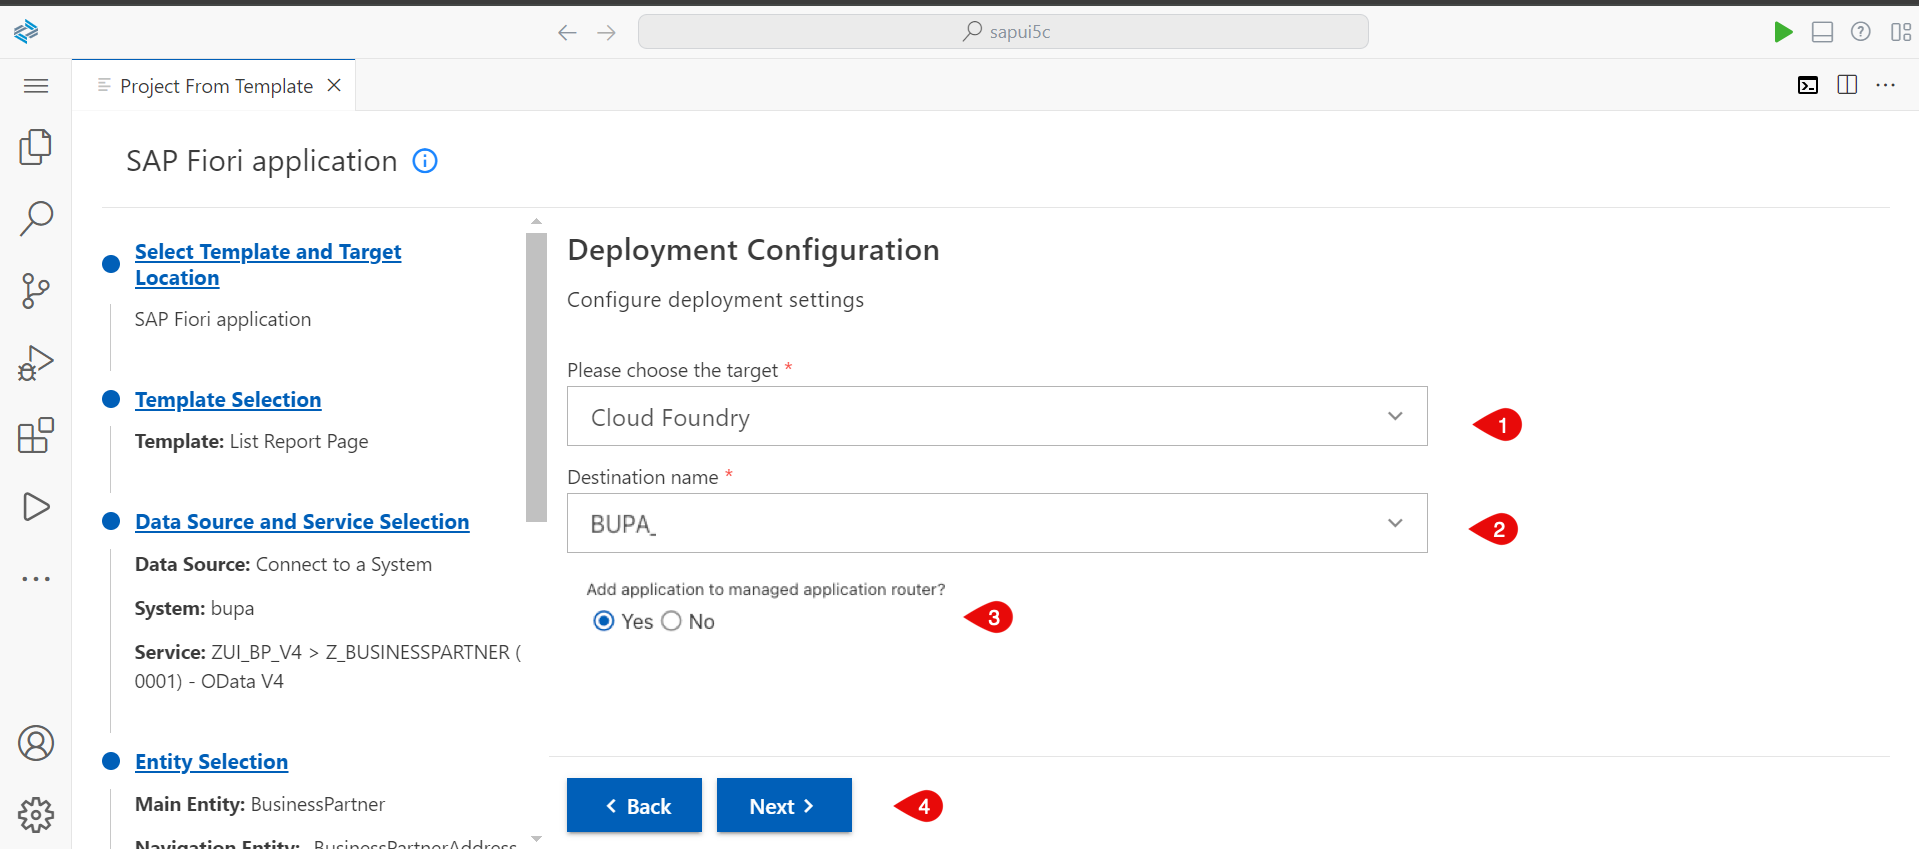 sapui5c
Project From Template
SAP Fiori application
Select Template and Target
Location
SAP Fiori application
Template Selection
Template: List Report Page
Data Source and Service Selection
Data Source: Connect to a System
System: bupa
Service: ZUI_BP_V4 > Z_BUSINESSPARTNER (
0001) - OData V4
Entity Selection
Main Entity: BusinessPartner
Navigation Entity: _BusinessPartnerAddress
Deployment Configuration
Configure deployment settings
Please choose the target *
Cloud Foundry
1
Destination name *
BUPA_
2
Add application to managed application router?
Yes No
3
Back Next
4